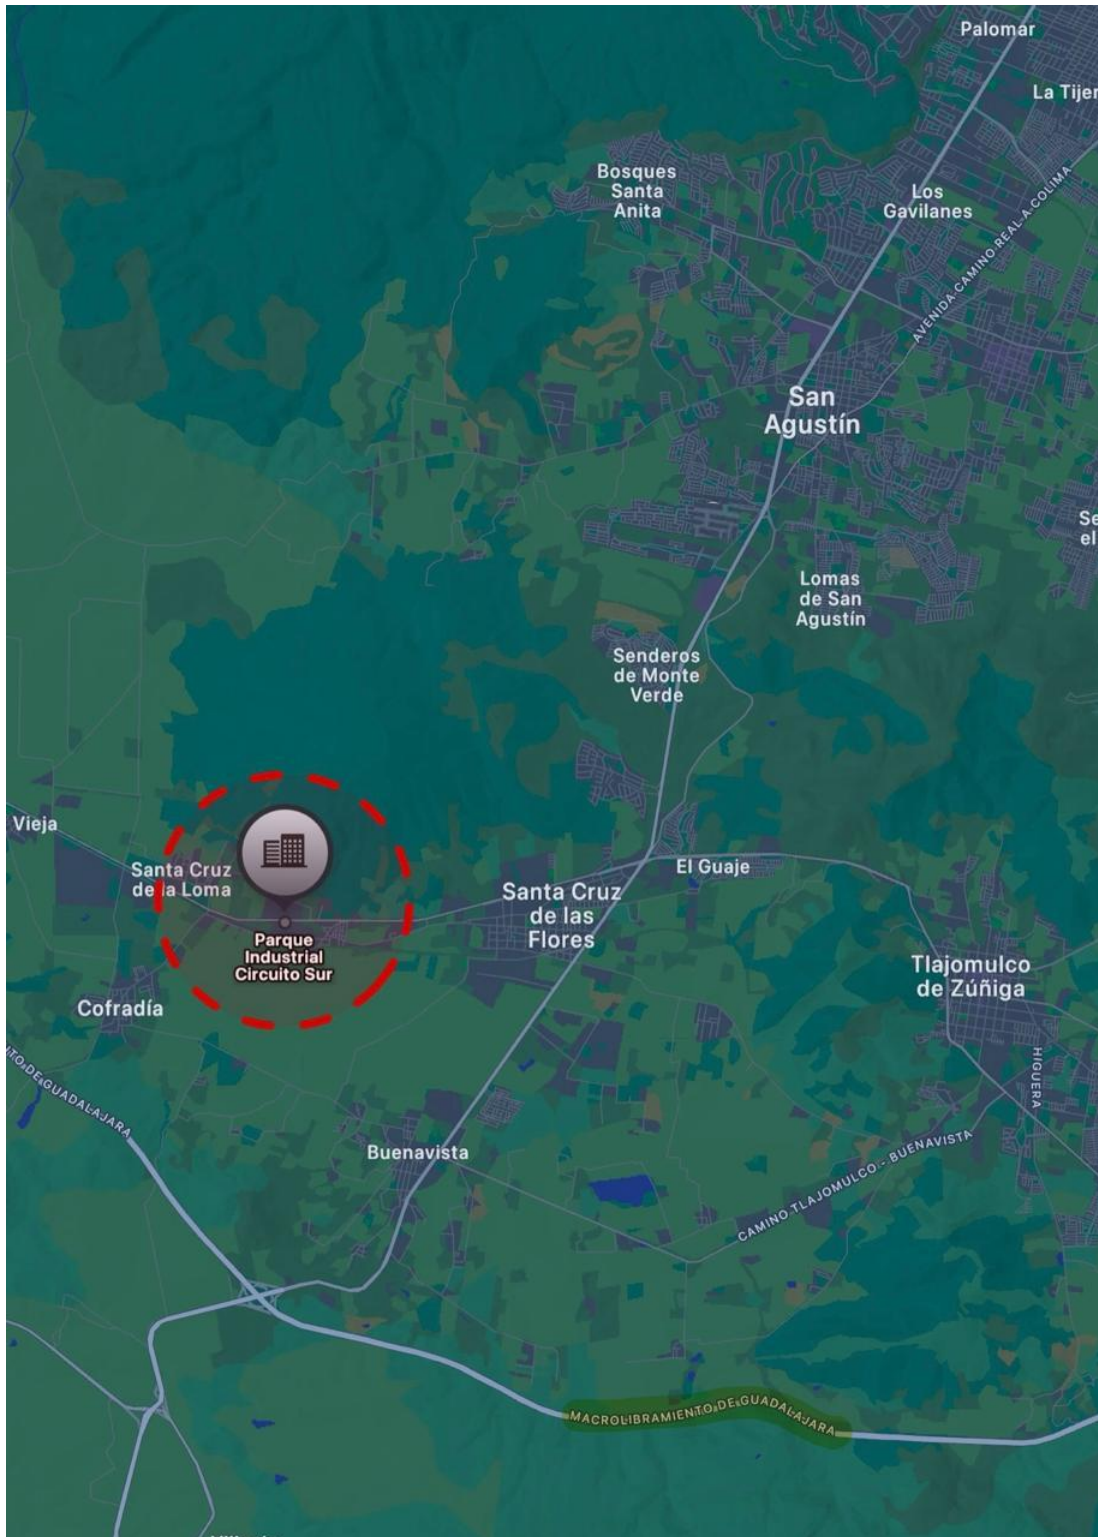 Palomar
La Tijer
Bosques
Santa
Anita
Los
Gavilanes
AVENIDA CAMINO REAL A COLIMA
San
Agustín
Se
el
Lomas
de San
Agustín
Senderos
de Monte
Verde
Vieja
Santa Cruz
de la Loma
El Guaje
Santa Cruz
de las
Flores
Parque
Industrial
Circuito Sur
Tlajomulco
de Zúñiga
Cofradía
HIGUERA
NTO DE GUADALAJARA
Buenavista
CAMINO TLAJOMULCO - BUENAVISTA
MACROLIBRAMIENTO DE GUADALAJARA